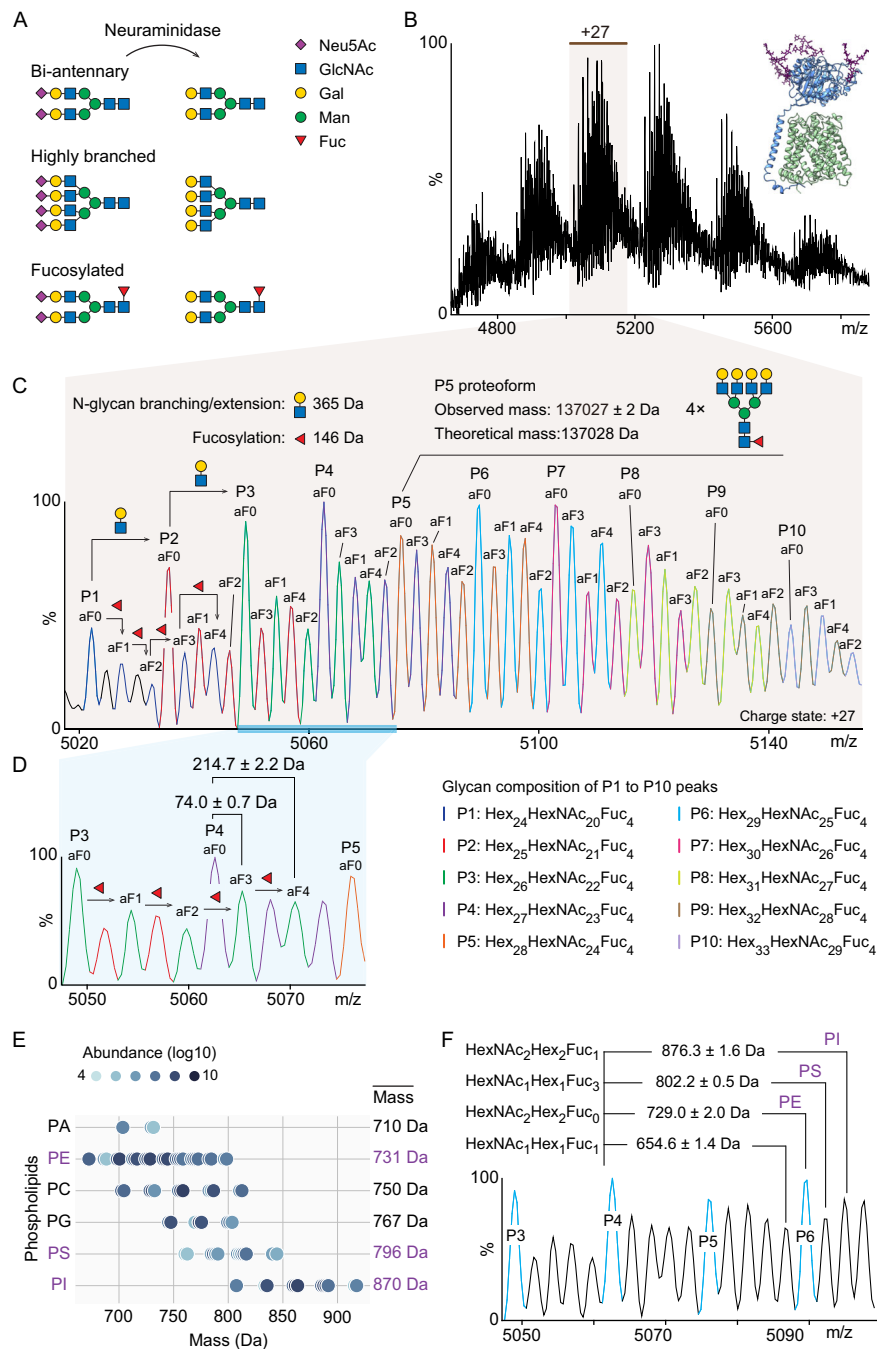 A
Neuraminidase
Bi-antennary
Highly branched
Fucosylated
Neu5Ac
GlcNAc
Gal
Man
Fuc
B
+27
100
%
0
4800
5200
5600
m/z
C
N-glycan branching/extension:
365 Da
Fucosylation:
146 Da
P5 proteoform
Observed mass: 137027 ± 2 Da
Theoretical mass:137028 Da
4×
100
%
0
P1
aF0
aF1
aF2
P2
aF0
aF3
aF1
aF4
aF2
P3
aF0
aF3
aF1
aF4
aF2
P4
aF0
aF3
aF1
aF4
aF2
P5
aF0
aF3
aF1
aF4
aF2
P6
aF0
aF3
aF1
aF4
aF2
P7
aF0
aF3
aF1
aF4
aF2
P8
aF0
aF3
aF1
aF4
aF2
P9
aF0
aF3
aF1
aF4
aF2
P10
aF0
aF3
aF1
aF4
aF2
Charge state: +27
5020
5060
5100
5140
m/z
D
214.7 ± 2.2 Da
74.0 ± 0.7 Da
P3
aF0
aF1
aF2
P4
aF0
aF3
aF4
P5
aF0
100
%
0
5050
5060
5070
m/z
Glycan composition of P1 to P10 peaks
P1: Hex24HexNAc20Fuc4
P2: Hex25HexNAc21Fuc4
P3: Hex26HexNAc22Fuc4
P4: Hex27HexNAc23Fuc4
P5: Hex28HexNAc24Fuc4
P6: Hex29HexNAc25Fuc4
P7: Hex30HexNAc26Fuc4
P8: Hex31HexNAc27Fuc4
P9: Hex32HexNAc28Fuc4
P10: Hex33HexNAc29Fuc4
E
Abundance (log10)
4
10
Mass
Phospholipids
PA
710 Da
PE
731 Da
PC
750 Da
PG
767 Da
PS
796 Da
PI
870 Da
700
750
800
850
900
Mass (Da)
F
HexNAc2Hex2Fuc1
876.3 ± 1.6 Da
PI
HexNAc1Hex1Fuc3
802.2 ± 0.5 Da
PS
HexNAc2Hex2Fuc0
729.0 ± 2.0 Da
PE
HexNAc1Hex1Fuc1
654.6 ± 1.4 Da
100
%
0
P3
P4
P5
P6
5050
5070
5090
m/z